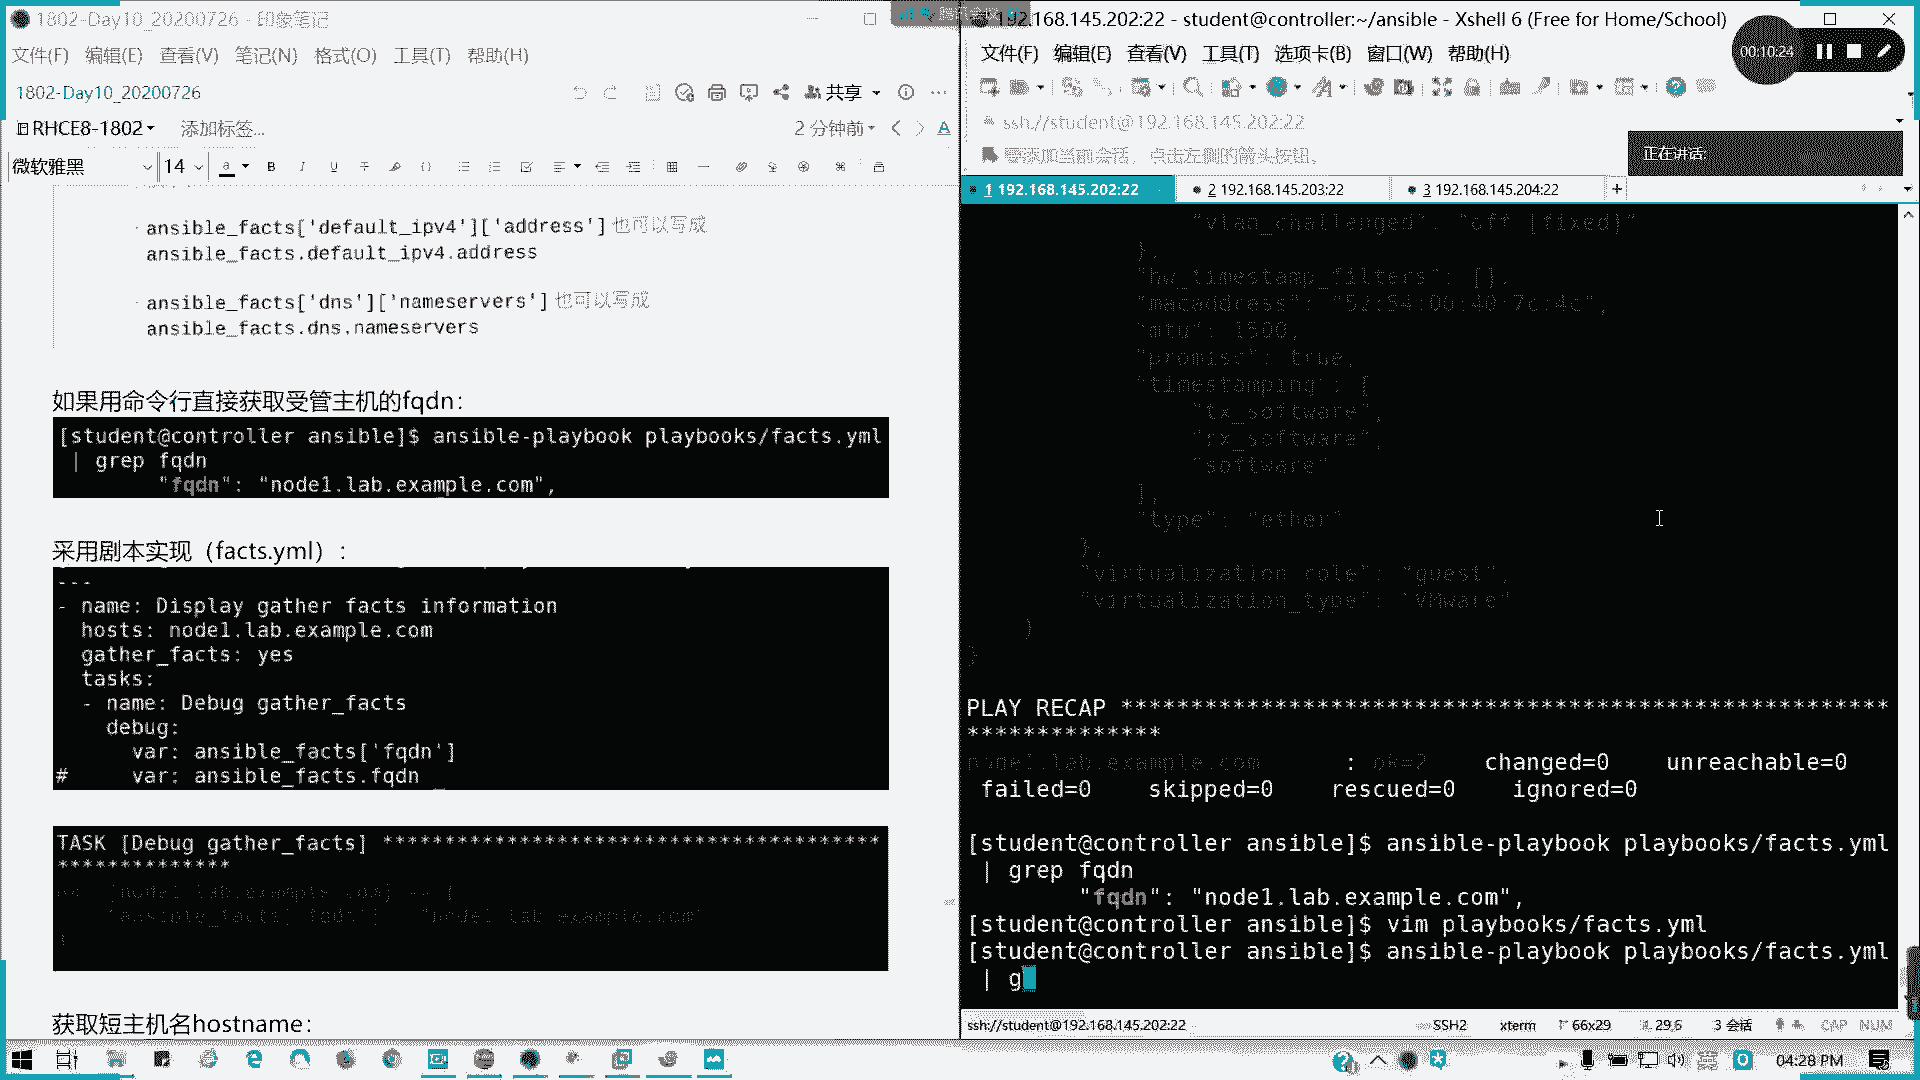 1802-Day10_20200726 - 印象笔记
文件(F) 编辑(E) 查看(V) 笔记(N) 格式(O) 工具(T) 帮助(H)
1802-Day10_20200726
共享
RHCE8-1802 添加标签...
2 分钟前
微软雅黑 14
ansible_facts['default_ipv4']['address'] 也可以写成
ansible_facts.default_ipv4.address
ansible_facts['dns']['nameservers'] 也可以写成
ansible_facts.dns.nameservers
如果用命令行直接获取受管主机的fqdn：
[student@controller ansible]$ ansible-playbook playbooks/facts.yml
| grep fqdn
"fqdn": "node1.lab.example.com",
采用剧本实现（facts.yml）：
---
- name: Display gather facts information
hosts: node1.lab.example.com
gather_facts: yes
tasks:
- name: Debug gather_facts
debug:
var: ansible_facts['fqdn']
# var: ansible_facts.fqdn
TASK [Debug gather_facts] ***************************************
**************
ok: [node1.lab.example.com] => {
"ansible_facts['fqdn']": "node1.lab.example.com"
}
获取短主机名hostname：
192.168.145.202:22 - student@controller:~/ansible - Xshell 6 (Free for Home/School)
文件(F) 编辑(E) 查看(V) 工具(T) 选项卡(B) 窗口(W) 帮助(H)
00:10:24
ssh://student@192.168.145.202:22
要添加当前会话，点击左侧的箭头按钮。
正在讲话:
1 192.168.145.202:22
2 192.168.145.203:22
3 192.168.145.204:22
"vlan_challenged": "off [fixed]"
},
"hw_timestamp_filters": [],
"macaddress": "52:54:00:40:7c:4c",
"mtu": 1500,
"promisc": true,
"timestamping": [
"tx_software",
"rx_software",
"software"
],
"type": "ether"
},
"virtualization_role": "guest",
"virtualization_type": "VMware"
}
}
PLAY RECAP *******************************************************
**************
node1.lab.example.com : ok=2 changed=0 unreachable=0
failed=0 skipped=0 rescued=0 ignored=0
[student@controller ansible]$ ansible-playbook playbooks/facts.yml
| grep fqdn
"fqdn": "node1.lab.example.com",
[student@controller ansible]$ vim playbooks/facts.yml
[student@controller ansible]$ ansible-playbook playbooks/facts.yml
| g
ssh://student@192.168.145.202:22 SSH2 xterm 66x29 29,6 3 会话 CAP NUM
04:28 PM